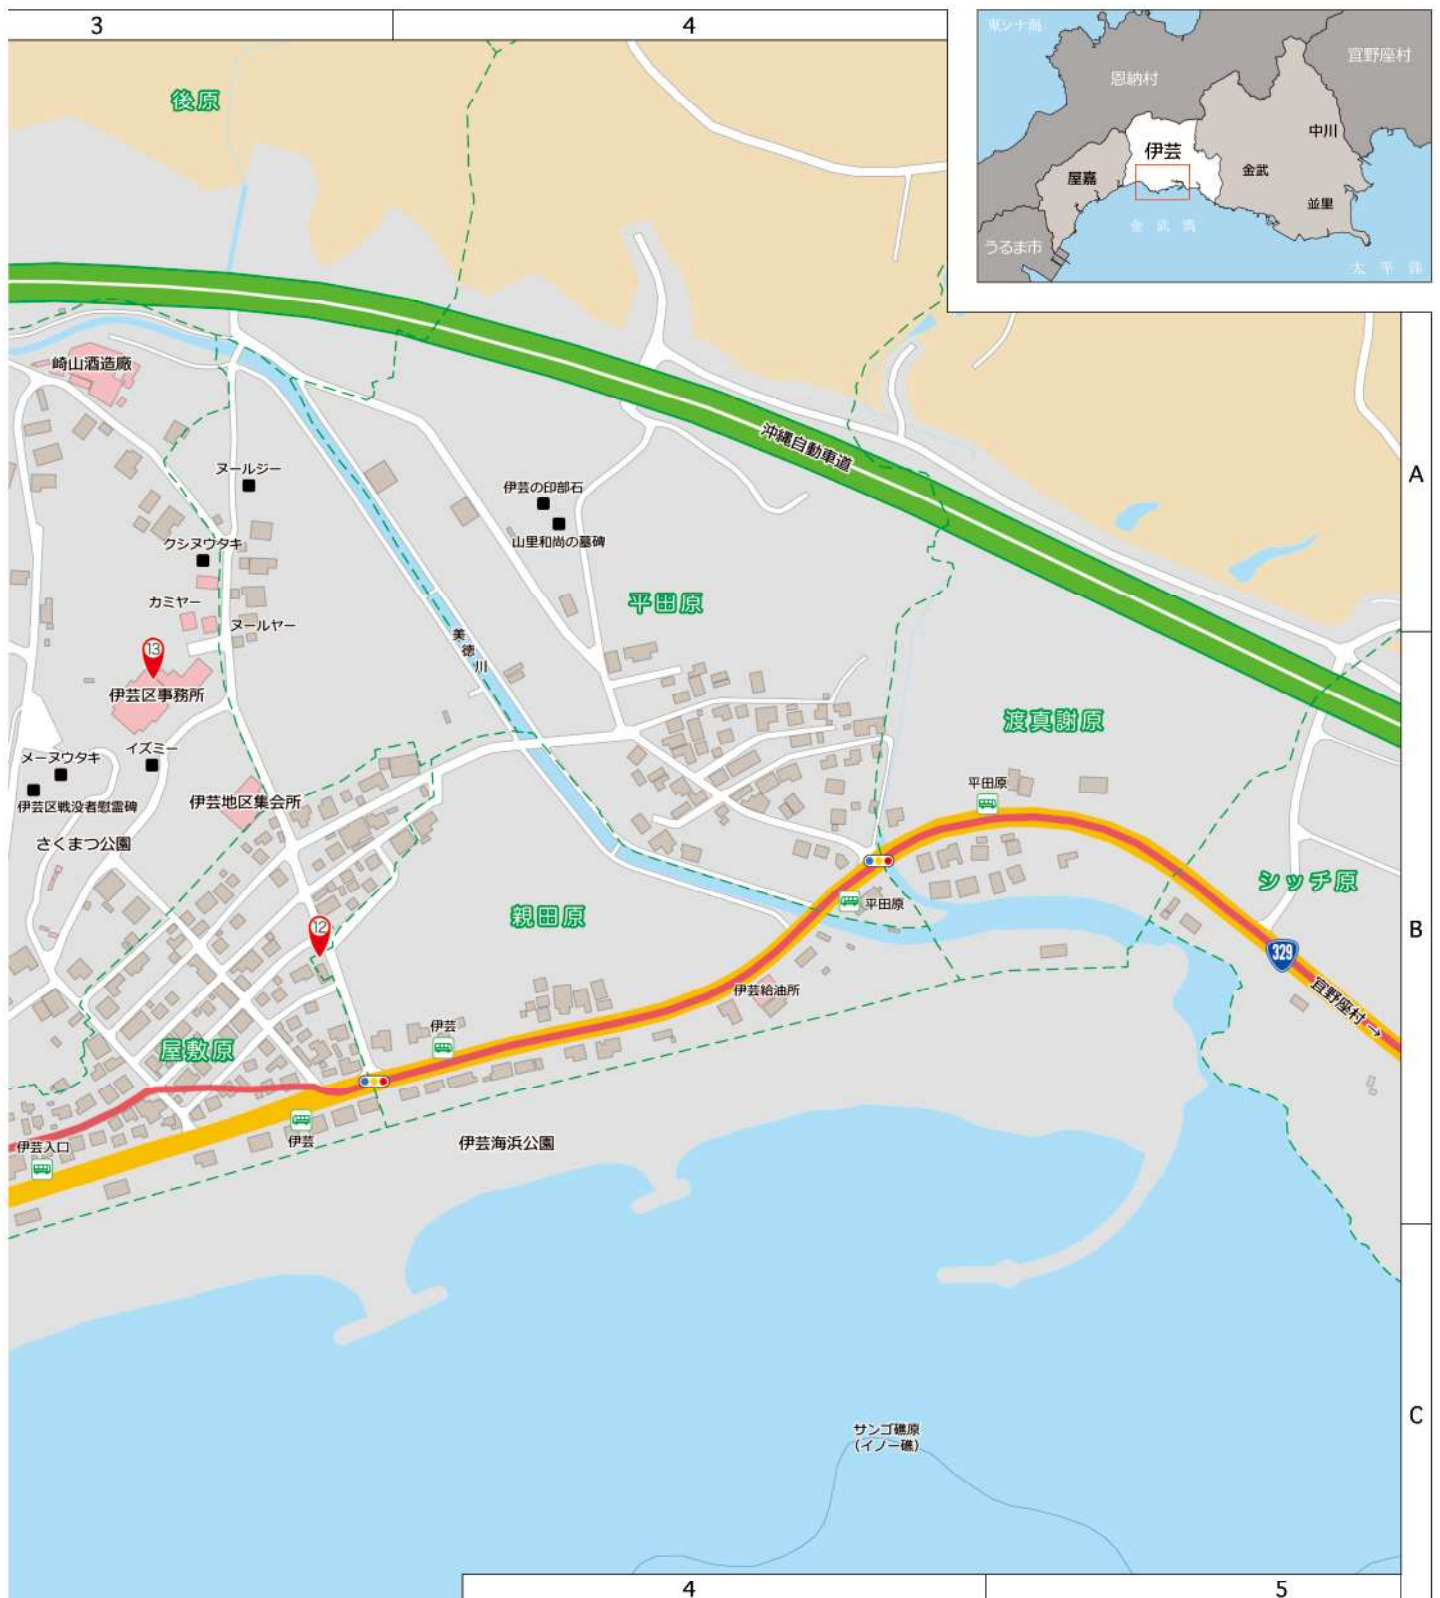 3
4
東シナ海
宜野座村
恩納村
中川
伊芸
金武
屋嘉
並里
金武湾
うるま市
太平洋
後原
崎山酒造廠
沖縄自動車道
A
ヌールジー
伊芸の印部石
山里和尚の墓碑
クシヌウタキ
カミヤー
平田原
ヌールヤー
美徳川
13
伊芸区事務所
渡真謝原
メーヌウタキ
イズミー
平田原
伊芸区戦没者慰霊碑
伊芸地区集会所
さくまつ公園
シッチ原
平田原
親田原
12
B
329
伊芸給油所
宜野座村→
伊芸
屋敷原
伊芸
伊芸海浜公園
伊芸入口
C
サンゴ礁原
(イノー礁)
4
5